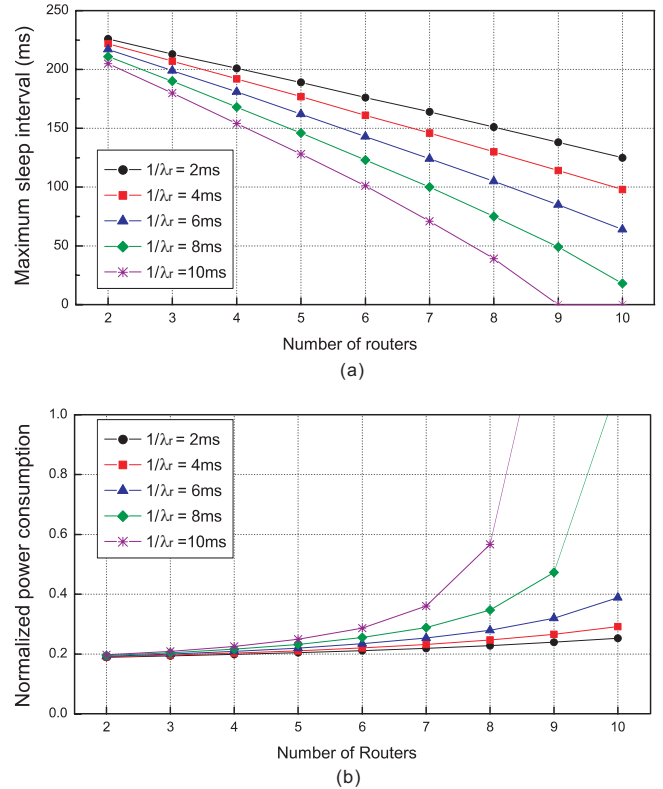 250
200
150
100
50
0
Maximum sleep interval (ms)
1/λr = 2ms
1/λr = 4ms
1/λr = 6ms
1/λr = 8ms
1/λr =10ms
2 3 4 5 6 7 8 9 10
Number of routers
(a)
1.0
0.8
0.6
0.4
0.2
0.0
Normalized power consumption
1/λr = 2ms
1/λr = 4ms
1/λr = 6ms
1/λr = 8ms
1/λr =10ms
2 3 4 5 6 7 8 9 10
Number of Routers
(b)